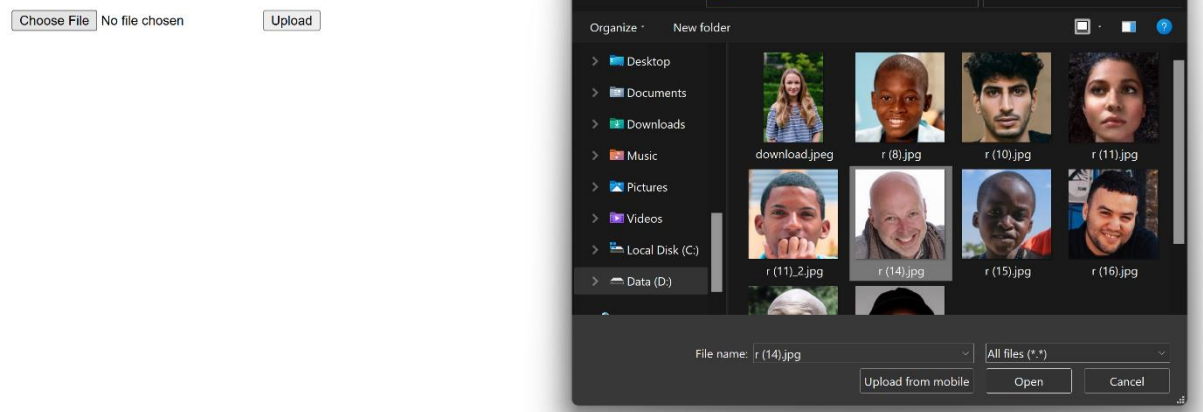 Choose File No file chosen Upload
Organize New folder
Desktop
Documents
Downloads
Music
Pictures
Videos
Local Disk (C:)
Data (D:)
download.jpeg r (8).jpg r (10).jpg r (11).jpg
r (11)_2.jpg r (14).jpg r (15).jpg r (16).jpg
File name: r (14).jpg All files (*.*)
Upload from mobile Open Cancel